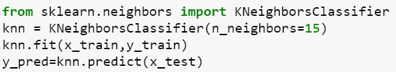 from sklearn.neighbors import KNeighborsClassifier
knn = KNeighborsClassifier(n_neighbors=15)
knn.fit(x_train,y_train)
y_pred=knn.predict(x_test)